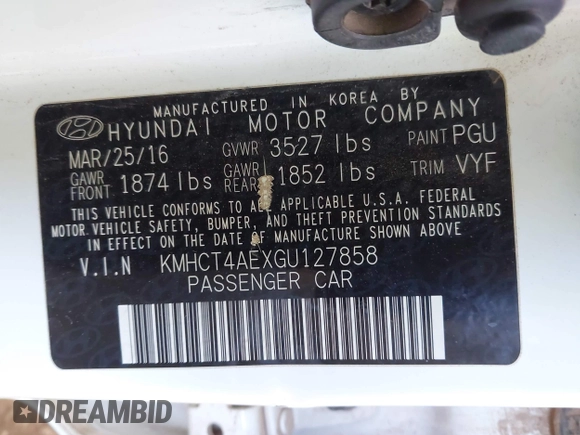 MANUFACTURED IN KOREA BY
HYUNDAI MOTOR COMPANY
MAR/25/16 GVWR 3527 lbs PAINT PGU
GAWR FRONT 1874 lbs GAWR REAR 1852 lbs TRIM VYF
THIS VEHICLE CONFORMS TO ALL APPLICABLE U.S.A. FEDERAL
MOTOR VEHICLE SAFETY, BUMPER, AND THEFT PREVENTION STANDARDS
IN EFFECT ON THE DATE OF MANUFACTURE SHOWN ABOVE
V.I.N KMHCT4AEXGU127858
PASSENGER CAR
DREAMBID